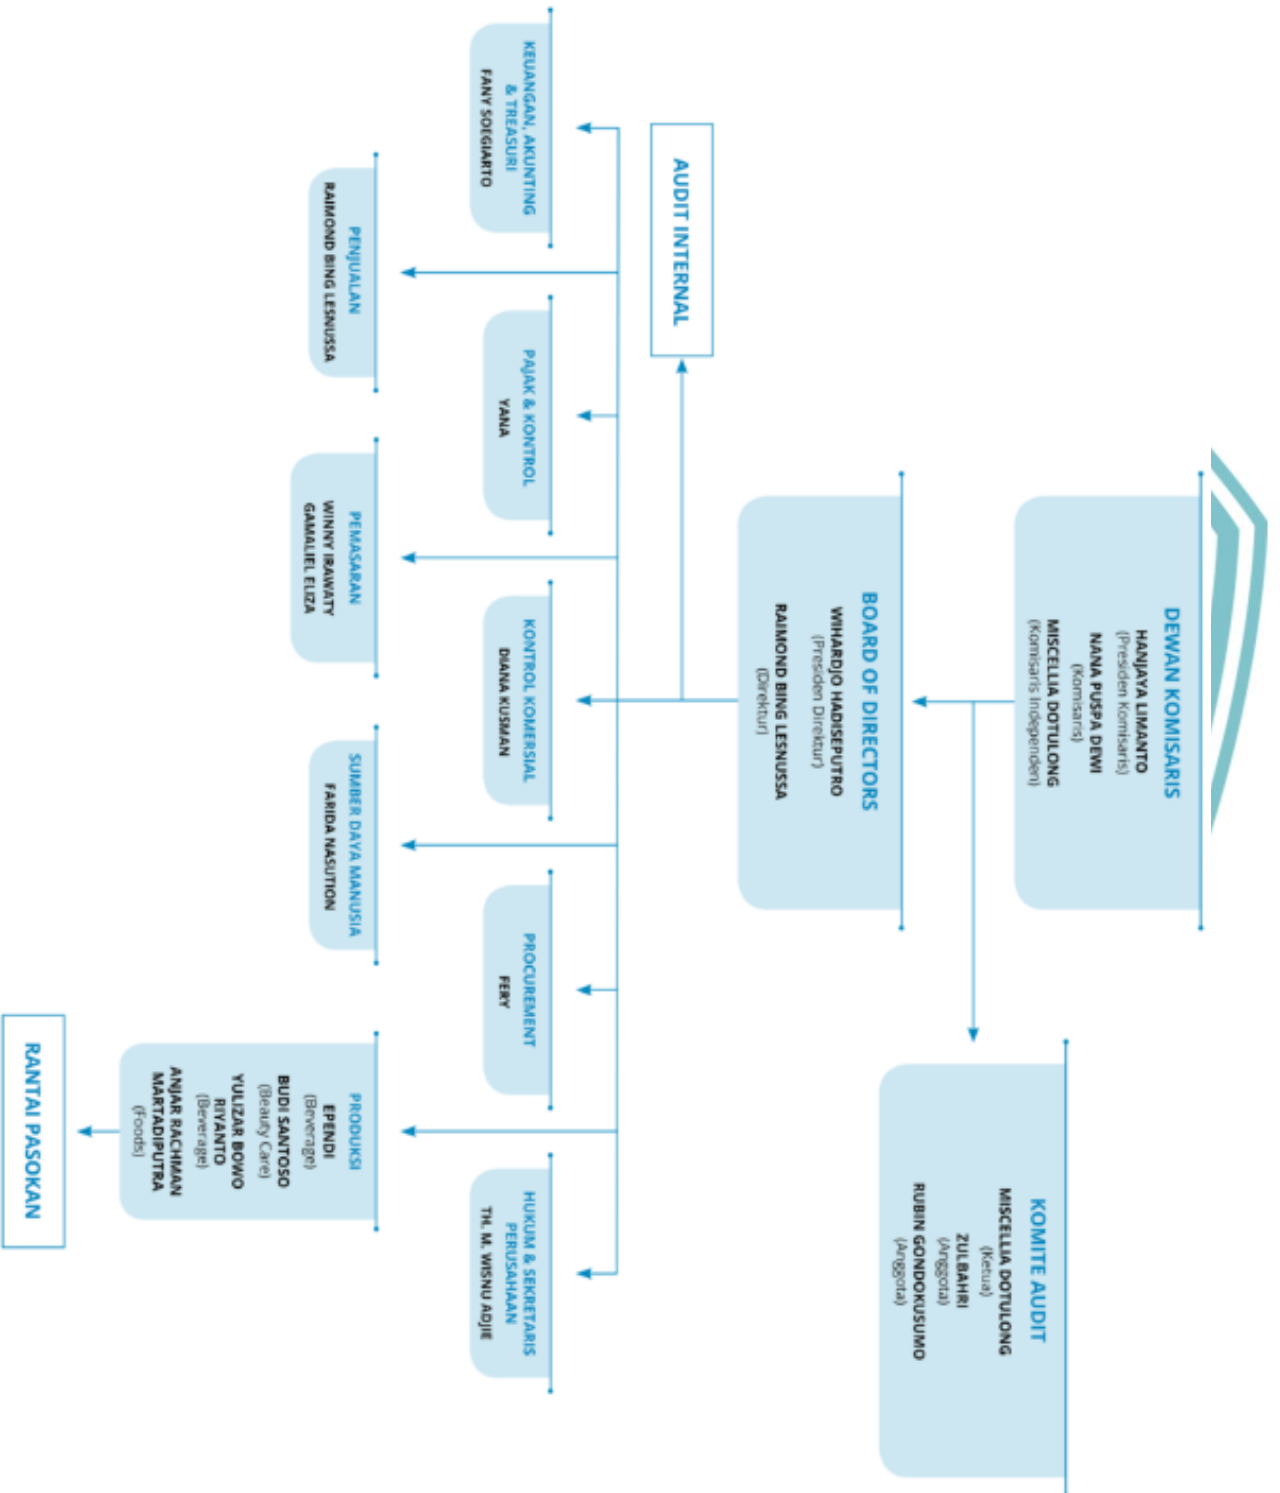 DEWAN KOMISARIS
HANJAYA LIMANTO
(Presiden Komisaris)
NANA PUSPA DEWI
(Komisaris)
MISCELLIA DOTULONG
(Komisaris Independen)
KOMITE AUDIT
MISCELLIA DOTULONG
(Ketua)
ZULBAHRI
(Anggota)
RUBIN GONDOKUSUMO
(Anggota)
BOARD OF DIRECTORS
WIHARDJO HADISEPUTRO
(Presiden Direktur)
RAIMOND BING LESNUSSA
(Direktur)
AUDIT INTERNAL
KEUANGAN, AKUNTING
& TREASURI
FANY SOEGIARTO
PAJAK & KONTROL
YANA
KONTROL KOMERSIAL
DIANA KUSMAN
PROCUREMENT
FERY
HUKUM & SEKRETARIS
PERUSAHAAN
TH. M. WISNU ADJIE
PENJUALAN
RAIMOND BING LESNUSSA
PEMASARAN
WINNY IRAWATY
GAMALIEL ELIZA
SUMBER DAYA MANUSIA
FARIDA NASUTION
PRODUKSI
EPENDI
(Beverage)
BUDI SANTOSO
(Beauty Care)
YULIZAR BOWO
RIYANTO
(Beverage)
ANJAR RACHMAN
MARTADIPUTRA
(Foods)
RANTAI PASOKAN